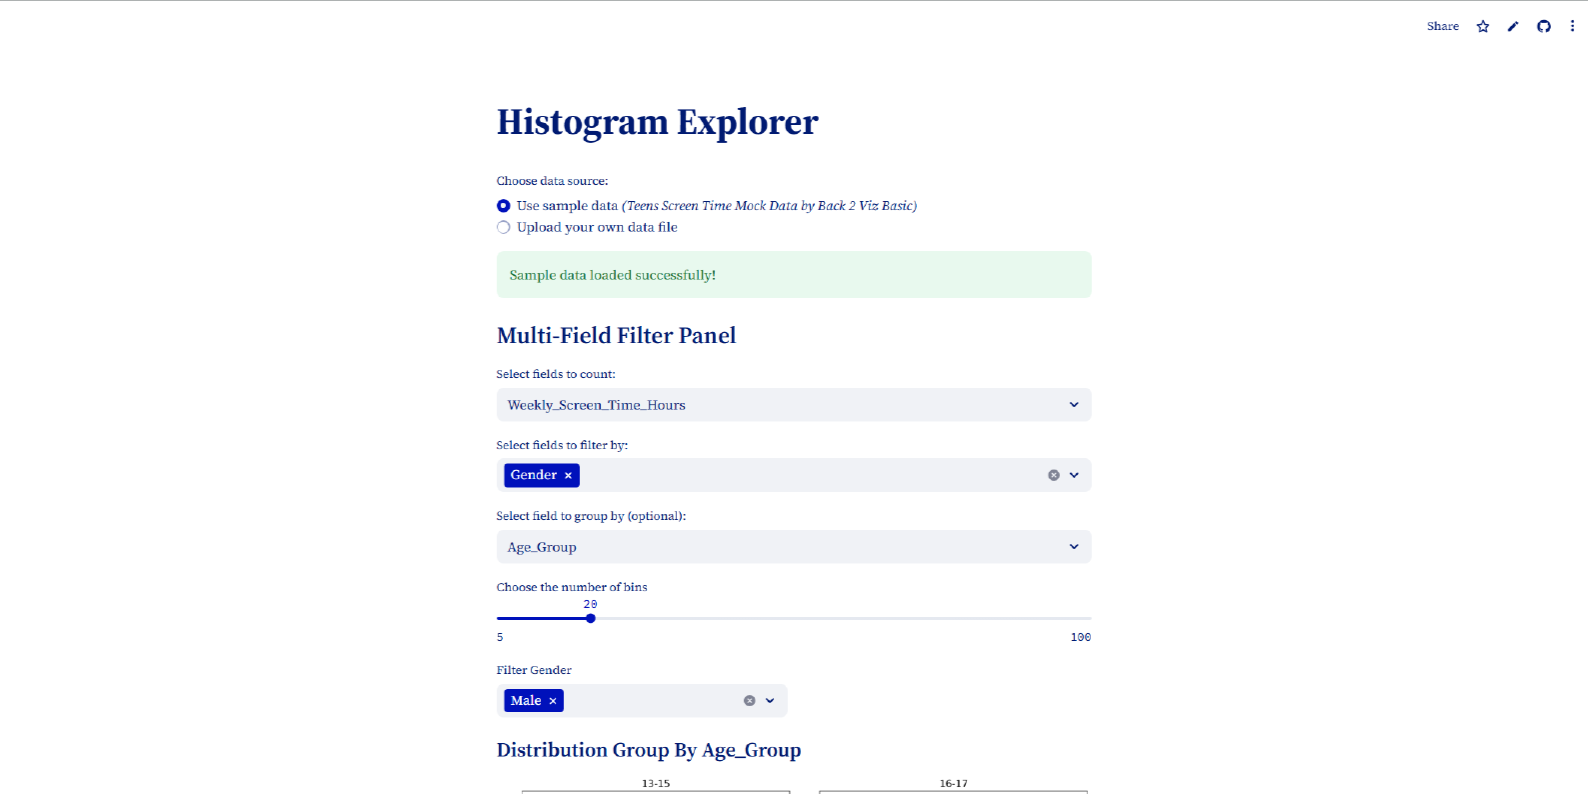 Share
Histogram Explorer
Choose data source:
Use sample data (Teens Screen Time Mock Data by Back 2 Viz Basic)
Upload your own data file
Sample data loaded successfully!
Multi-Field Filter Panel
Select fields to count:
Weekly_Screen_Time_Hours
Select fields to filter by:
Gender
Select field to group by (optional):
Age_Group
Choose the number of bins
20
5 100
Filter Gender
Male
Distribution Group By Age_Group
13-15 16-17